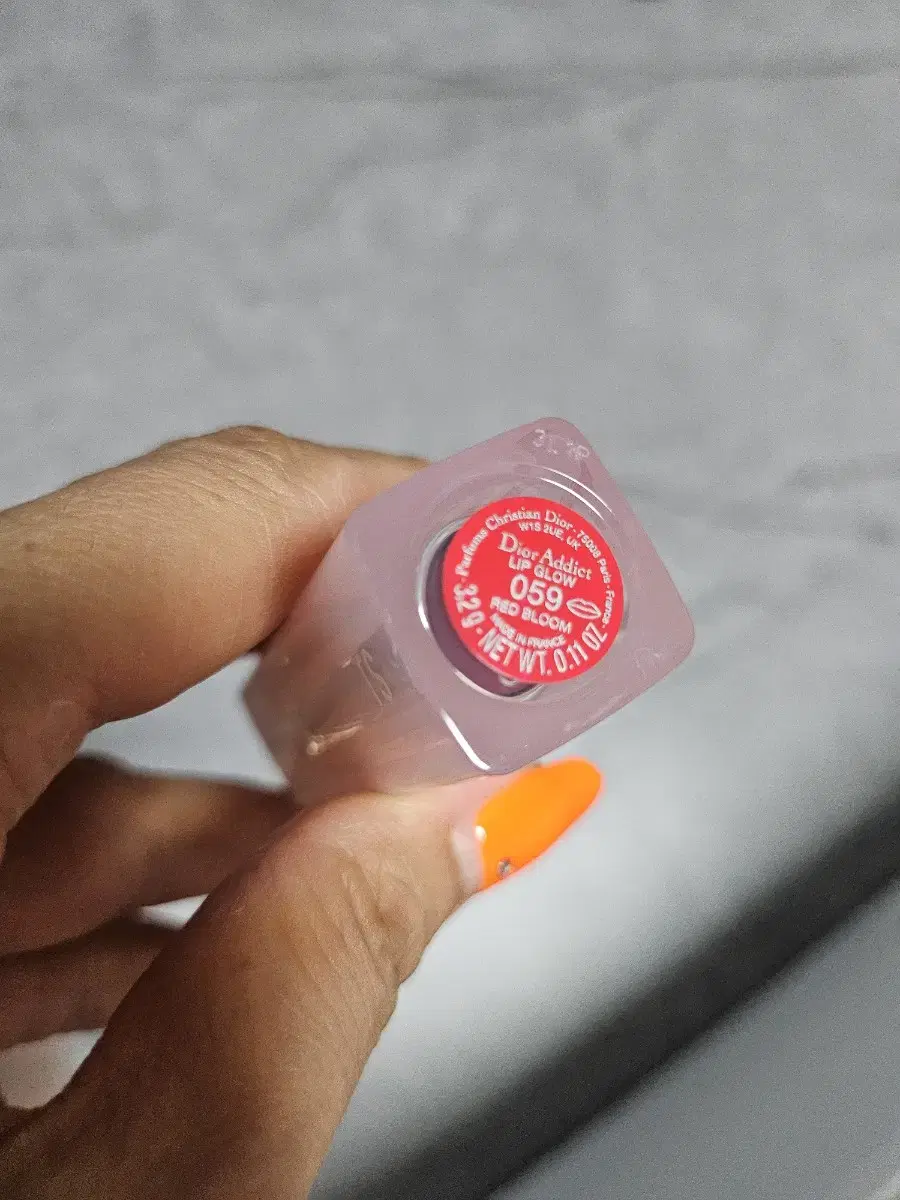 Parfums Christian Dior · 75008 Paris · France ·
W1S 2UE, UK
Dior Addict
LIP GLOW
059
RED BLOOM
MADE IN FRANCE
3.2 g · NET WT. 0.11 OZ